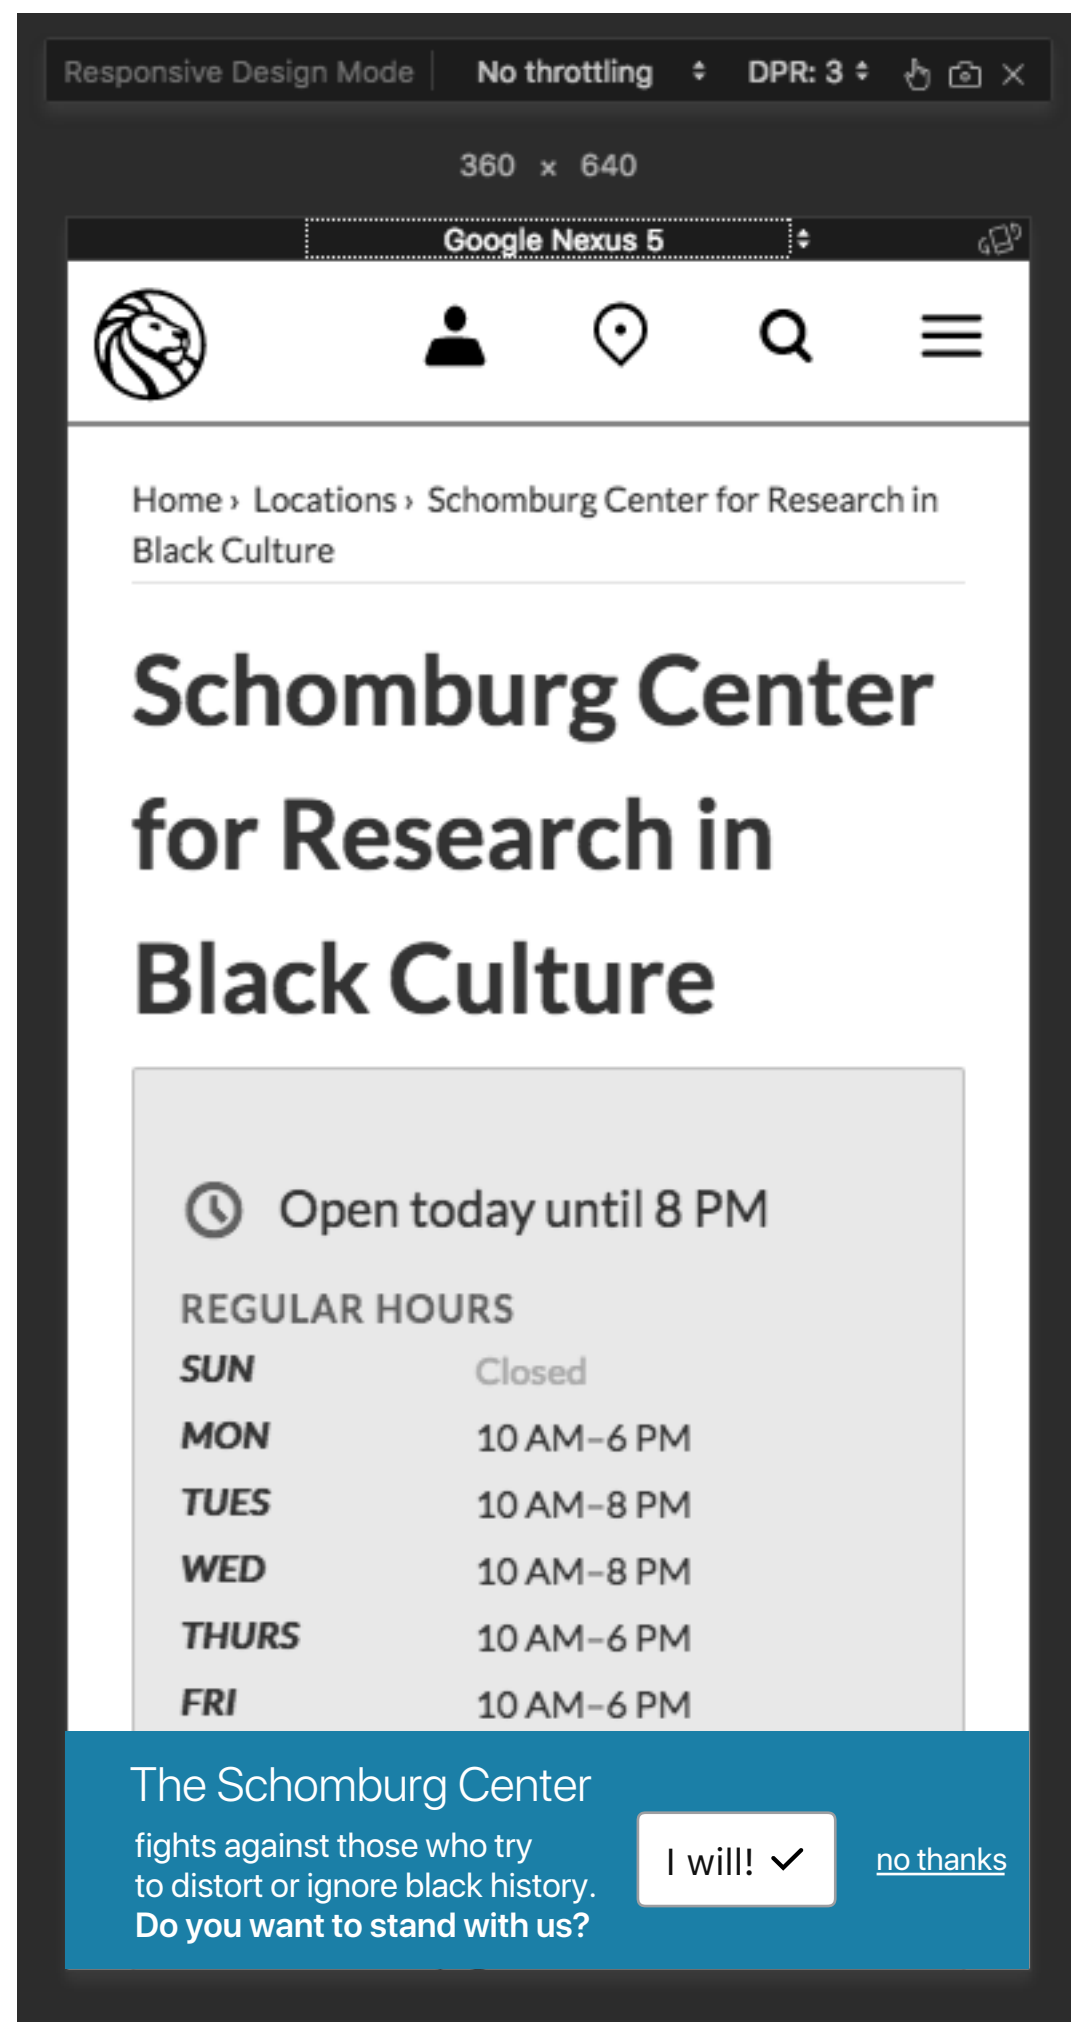 Responsive Design Mode No throttling DPR: 3
360 × 640
Google Nexus 5
Home › Locations › Schomburg Center for Research in
Black Culture
Schomburg Center
for Research in
Black Culture
Open today until 8 PM
REGULAR HOURS
SUN Closed
MON 10 AM–6 PM
TUES 10 AM–8 PM
WED 10 AM–8 PM
THURS 10 AM–6 PM
FRI 10 AM–6 PM
The Schomburg Center
fights against those who try
to distort or ignore black history.
Do you want to stand with us?
I will!
no thanks